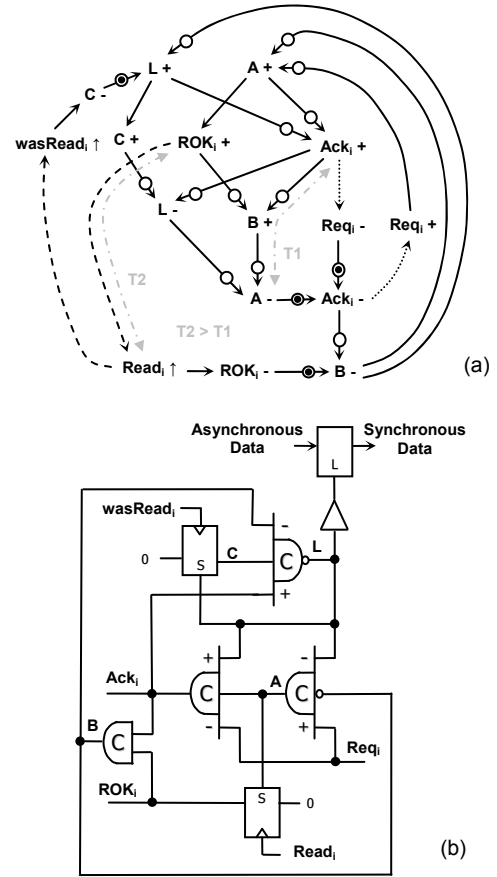 L + A +
C -
wasReadᵢ ↑ C + ROKᵢ + Ackᵢ +
L - B + Reqᵢ - Reqᵢ +
T1
T2
A - Ackᵢ -
T2 > T1
Readᵢ ↑ ROKᵢ - B -
(a)
Asynchronous Data
Synchronous Data
L
wasReadᵢ
-
0 S C C L
+
+ -
Ackᵢ C A C
- +
B C Reqᵢ
ROKᵢ S 0
Readᵢ
(b)